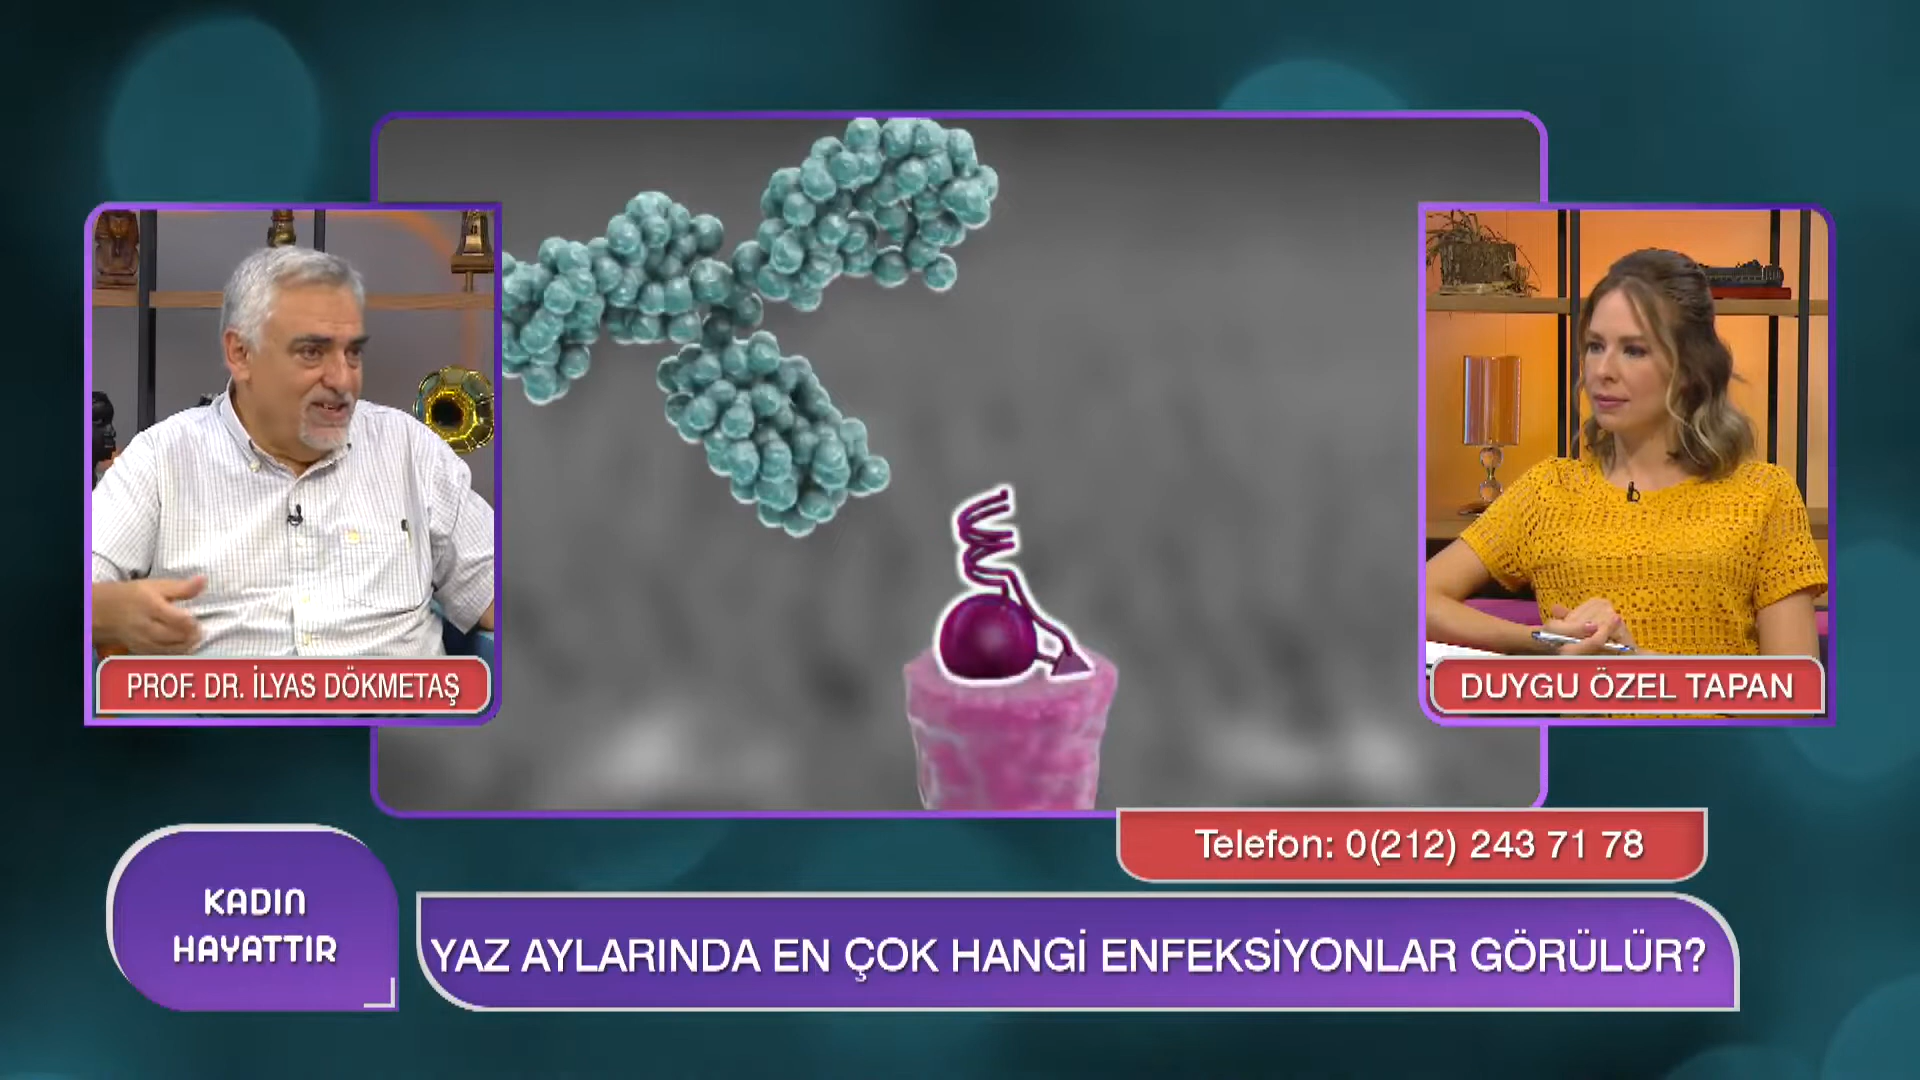 PROF. DR. İLYAS DÖKMETAŞ
DUYGU ÖZEL TAPAN
Telefon: 0(212) 243 71 78
KADIN
HAYATTIR
YAZ AYLARINDA EN ÇOK HANGİ ENFEKSİYONLAR GÖRÜLÜR?